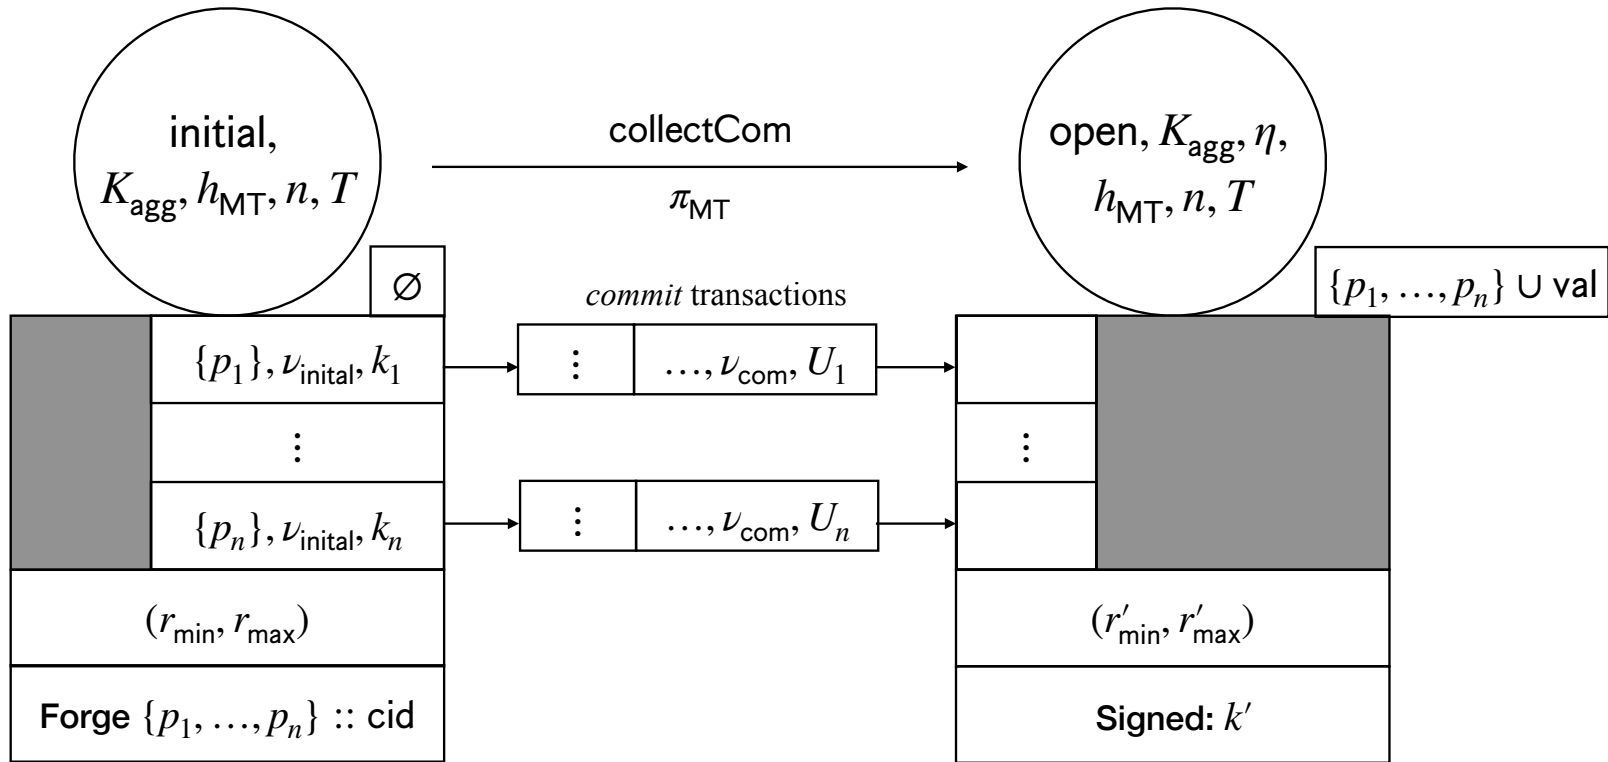 initial,
K_agg, h_MT, n, T
collectCom
π_MT
open, K_agg, η,
h_MT, n, T
∅
{p_1, …, p_n} ∪ val
commit transactions
{p_1}, ν_inital, k_1
⋮
…, ν_com, U_1
⋮
⋮
{p_n}, ν_inital, k_n
⋮
…, ν_com, U_n
(r_min, r_max)
(r′_min, r′_max)
Forge {p_1, …, p_n} :: cid
Signed: k′